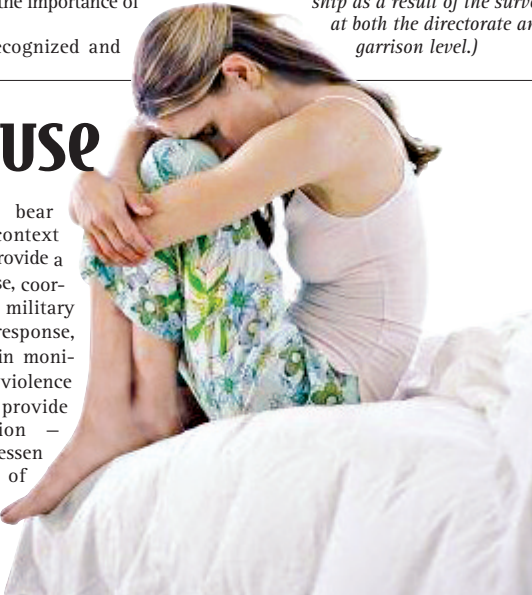 the importance of
ecognized and
ship as a result of the surve
at both the directorate an
garrison level.)
use
bear
context
rovide a
se, coor-
military
response,
in moni-
violence
provide
ion —
essen
of